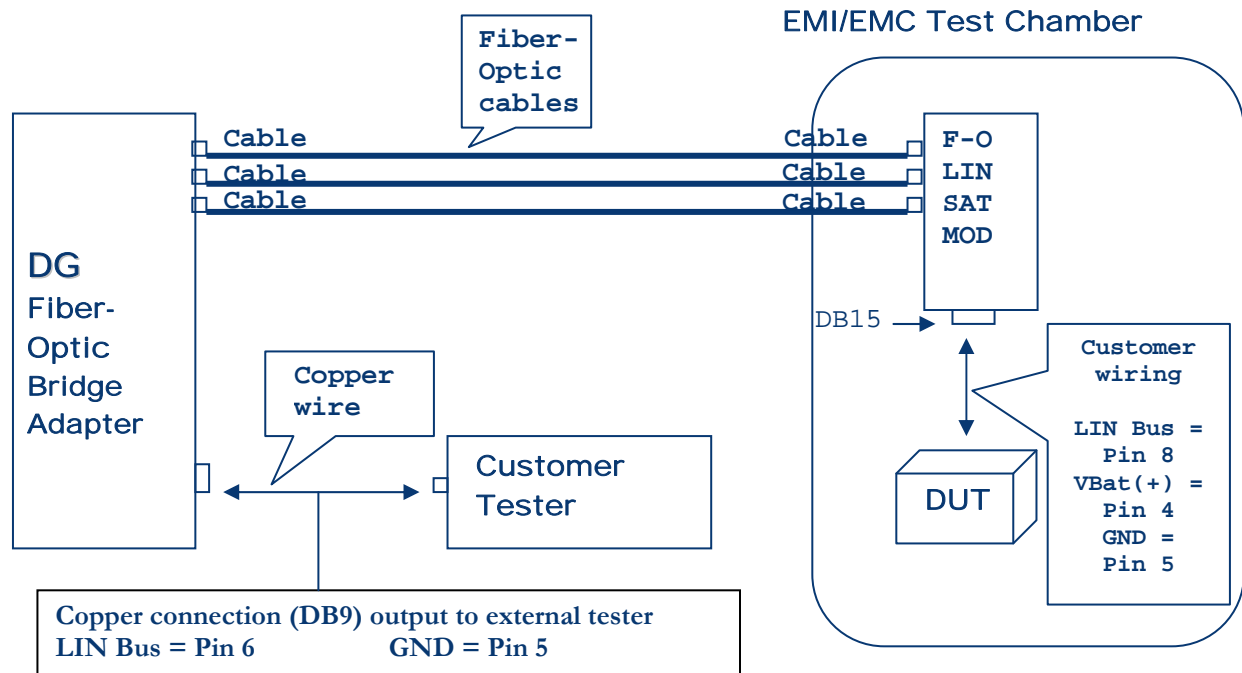 EMI/EMC Test Chamber
Fiber-
Optic
cables
Cable
Cable
Cable
Cable
Cable
Cable
F-O
LIN
SAT
MOD
DG
Fiber-
Optic
Bridge
Adapter
DB15
Copper
wire
Customer
Tester
DUT
Customer
wiring
LIN Bus =
Pin 8
VBat(+) =
Pin 4
GND =
Pin 5
Copper connection (DB9) output to external tester
LIN Bus = Pin 6 GND = Pin 5